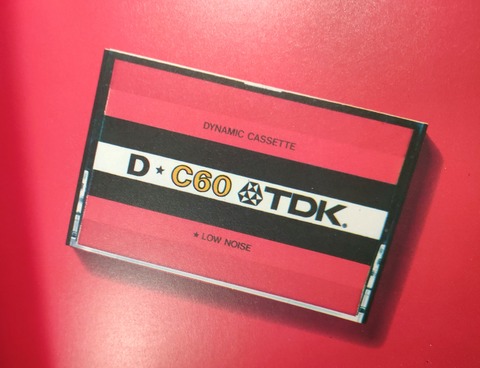 DYNAMIC CASSETTE
D ★ C60 TDK.
★ LOW NOISE